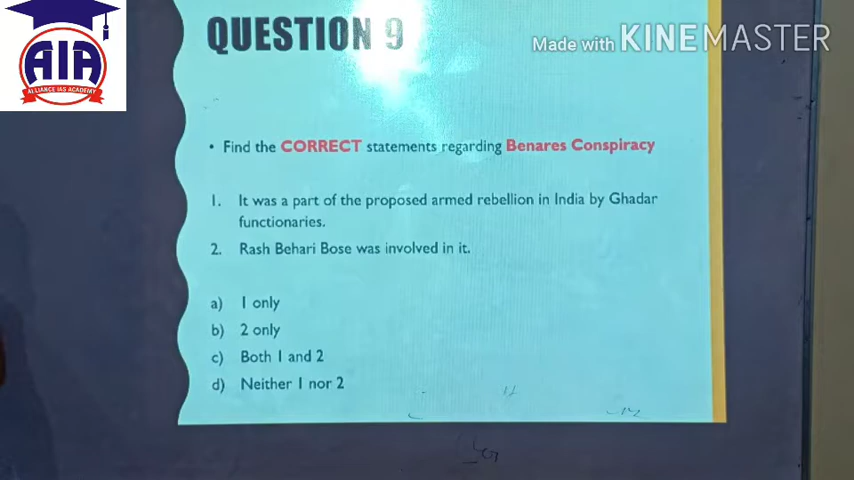 QUESTION 9
Made with KINEMASTER
AIA
ALLIANCE IAS ACADEMY
• Find the CORRECT statements regarding Benares Conspiracy
1. It was a part of the proposed armed rebellion in India by Ghadar
functionaries.
2. Rash Behari Bose was involved in it.
a) 1 only
b) 2 only
c) Both 1 and 2
d) Neither 1 nor 2